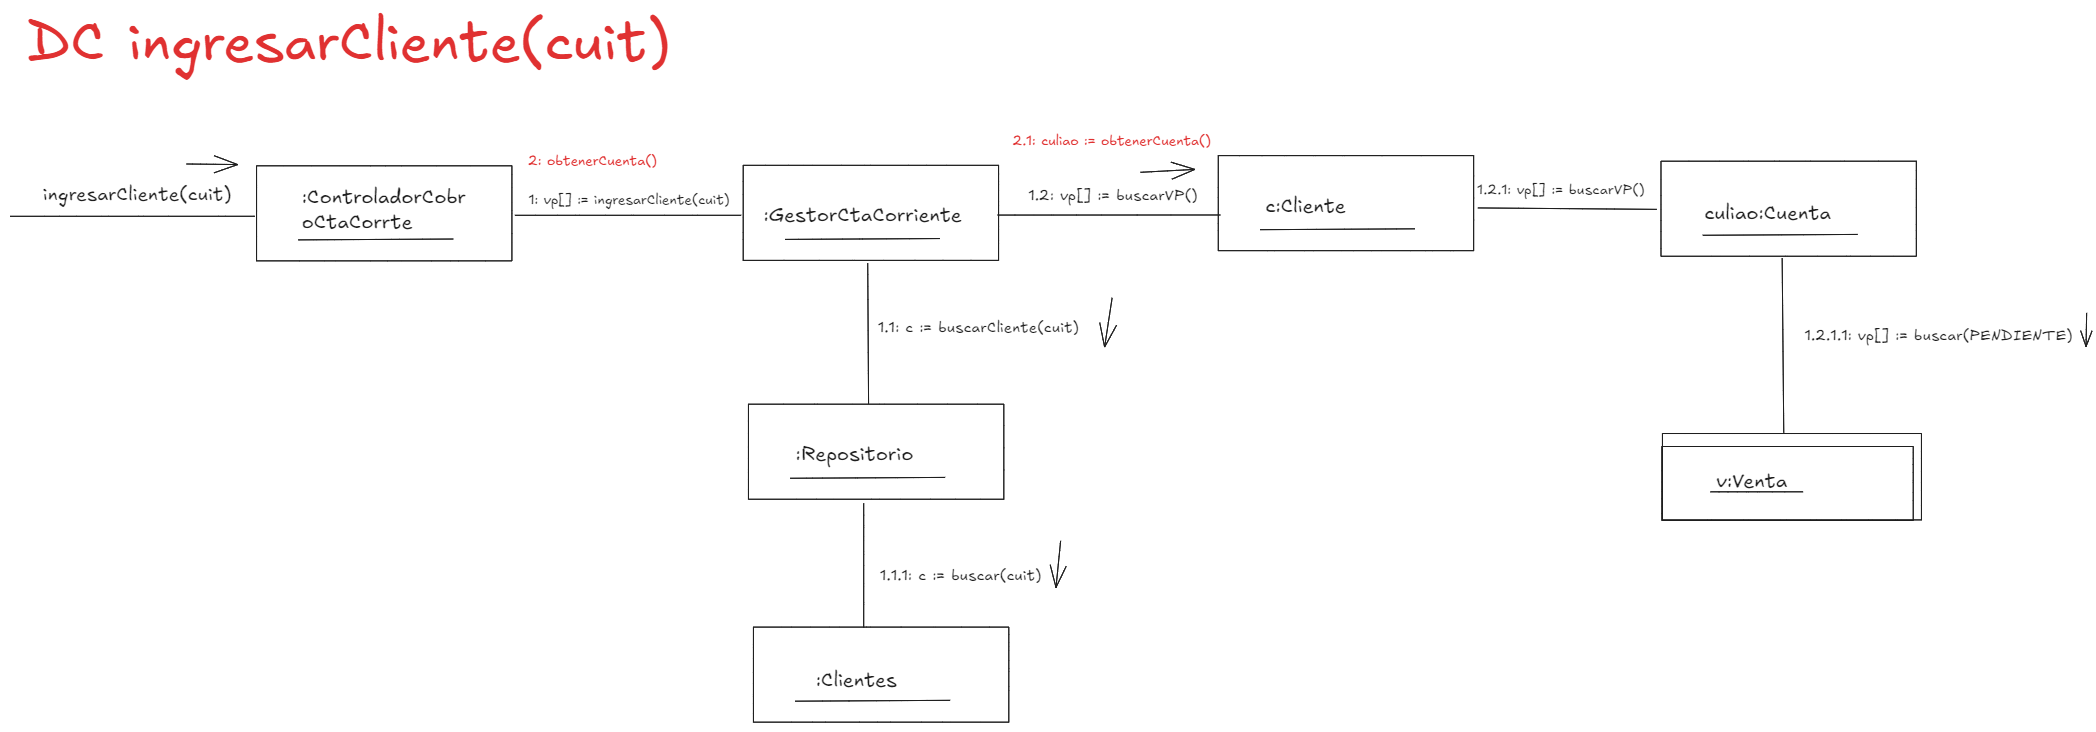 DC ingresarCliente(cuit)
ingresarCliente(cuit)
:ControladorCobr
oCtaCorrte
2: obtenerCuenta()
1: vp[] := ingresarCliente(cuit)
:GestorCtaCorriente
2.1: culiao := obtenerCuenta()
1.2: vp[] := buscarVP()
c:Cliente
1.2.1: vp[] := buscarVP()
culiao:Cuenta
1.1: c := buscarCliente(cuit)
1.2.1.1: vp[] := buscar(PENDIENTE)
:Repositorio
v:Venta
1.1.1: c := buscar(cuit)
:Clientes